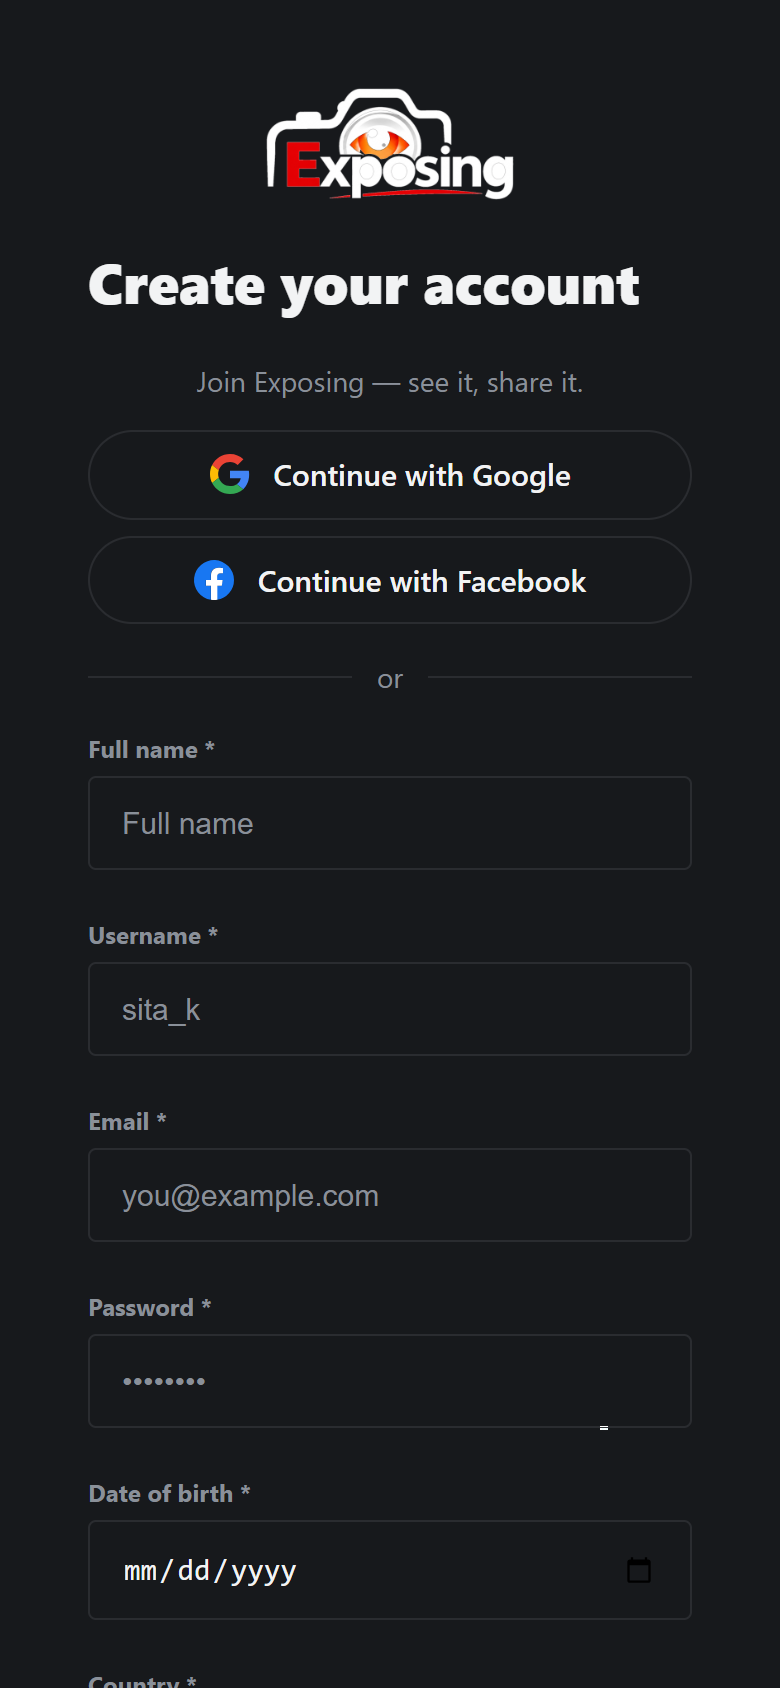 Exposing
Create your account
Join Exposing — see it, share it.
Continue with Google
Continue with Facebook
or
Full name *
Full name
Username *
sita_k
Email *
you@example.com
Password *
••••••••
Date of birth *
mm/dd/yyyy
Country *